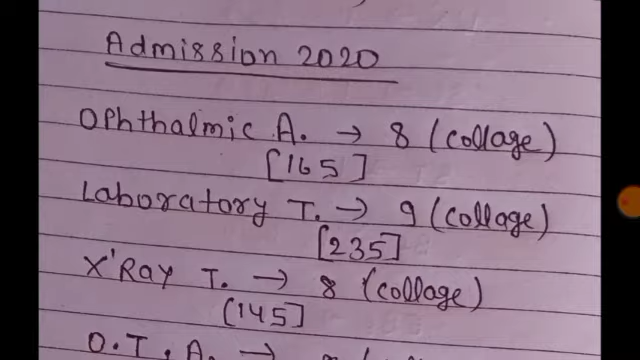 Admission 2020
Ophthalmic A. → 8 (collage)
[165]
Laboratory T. → 9 (collage)
[235]
X'Ray T. → 8 (collage)
[145]
O.T. A. →